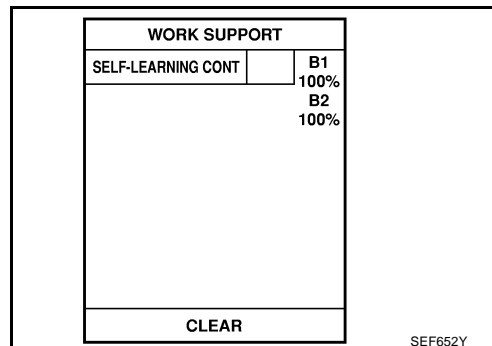 WORK SUPPORT
SELF-LEARNING CONT
B1
100%
B2
100%
CLEAR
SEF652Y